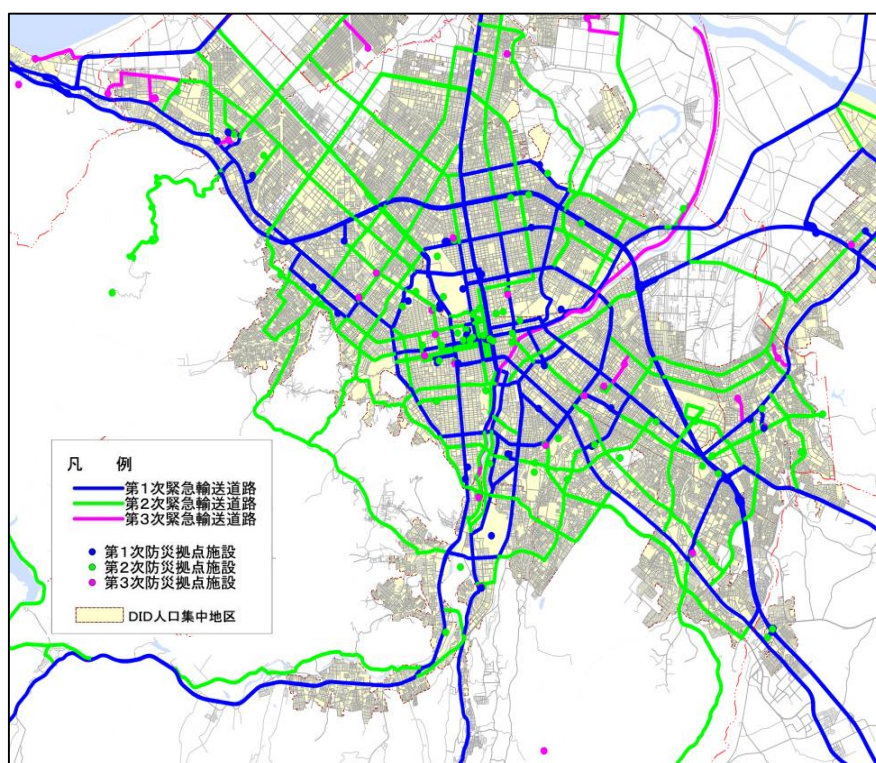 凡 例
第1次緊急輸送道路
第2次緊急輸送道路
第3次緊急輸送道路
第1次防災拠点施設
第2次防災拠点施設
第3次防災拠点施設
DID人口集中地区